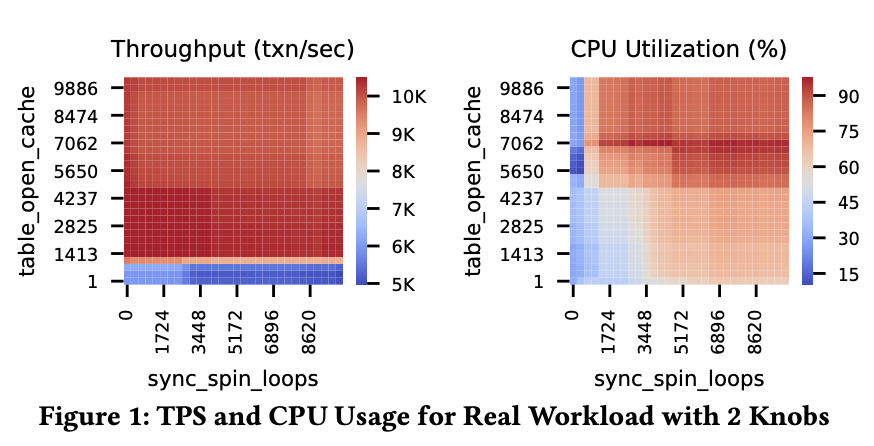 Throughput (txn/sec)
CPU Utilization (%)
table_open_cache
9886
8474
7062
5650
4237
2825
1413
1
0
1724
3448
5172
6896
8620
sync_spin_loops
10K
9K
8K
7K
6K
5K
table_open_cache
9886
8474
7062
5650
4237
2825
1413
1
0
1724
3448
5172
6896
8620
sync_spin_loops
90
75
60
45
30
15
Figure 1: TPS and CPU Usage for Real Workload with 2 Knobs